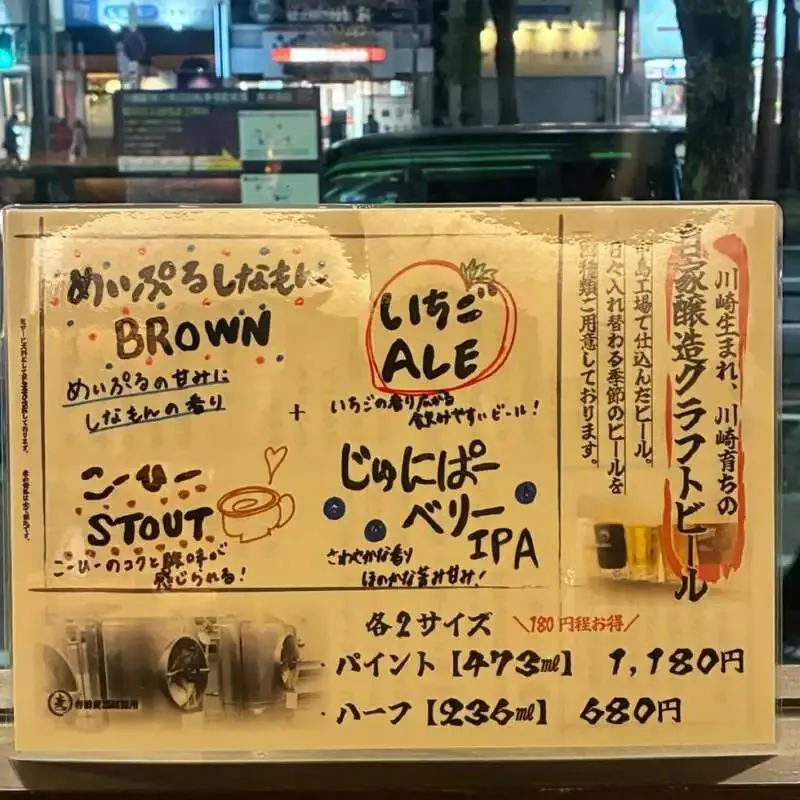 川崎生まれ、川崎育ちの
自家醸造クラフトビール
工場で仕込んだビール。
日々入れ替わる季節のビールを
種類ご用意しております。
めいぷるしなもん
BROWN
めいぷるの甘みに
しなもんの香り
いちご
ALE
いちごの香り広がる
飲みやすいビール!
+
こーひー
STOUT
こーひーのコクと酸味が
感じられる!
じゅにぱー
ベリー
IPA
さわやかな香り
ほのかな苦み甘み!
各2サイズ
\180円程お得/
・パイント【473ml】 1,180円
・ハーフ【236ml】 680円